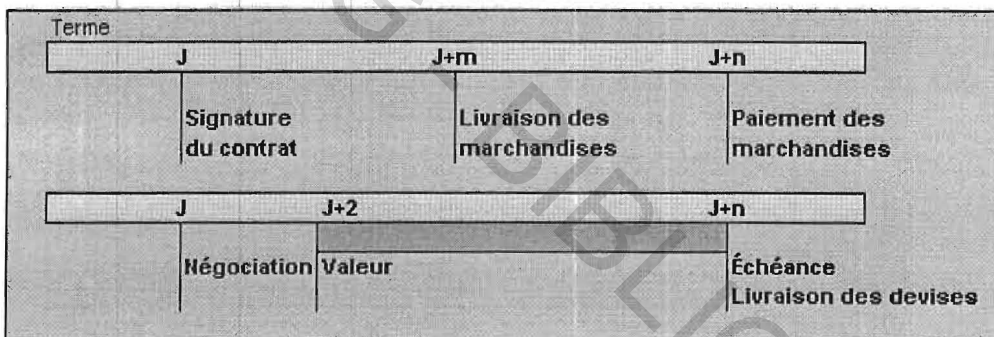 Terme
J J+m J+n
Signature Livraison des Paiement des
du contrat marchandises marchandises
J J+2 J+n
Négociation Valeur Échéance
Livraison des devises